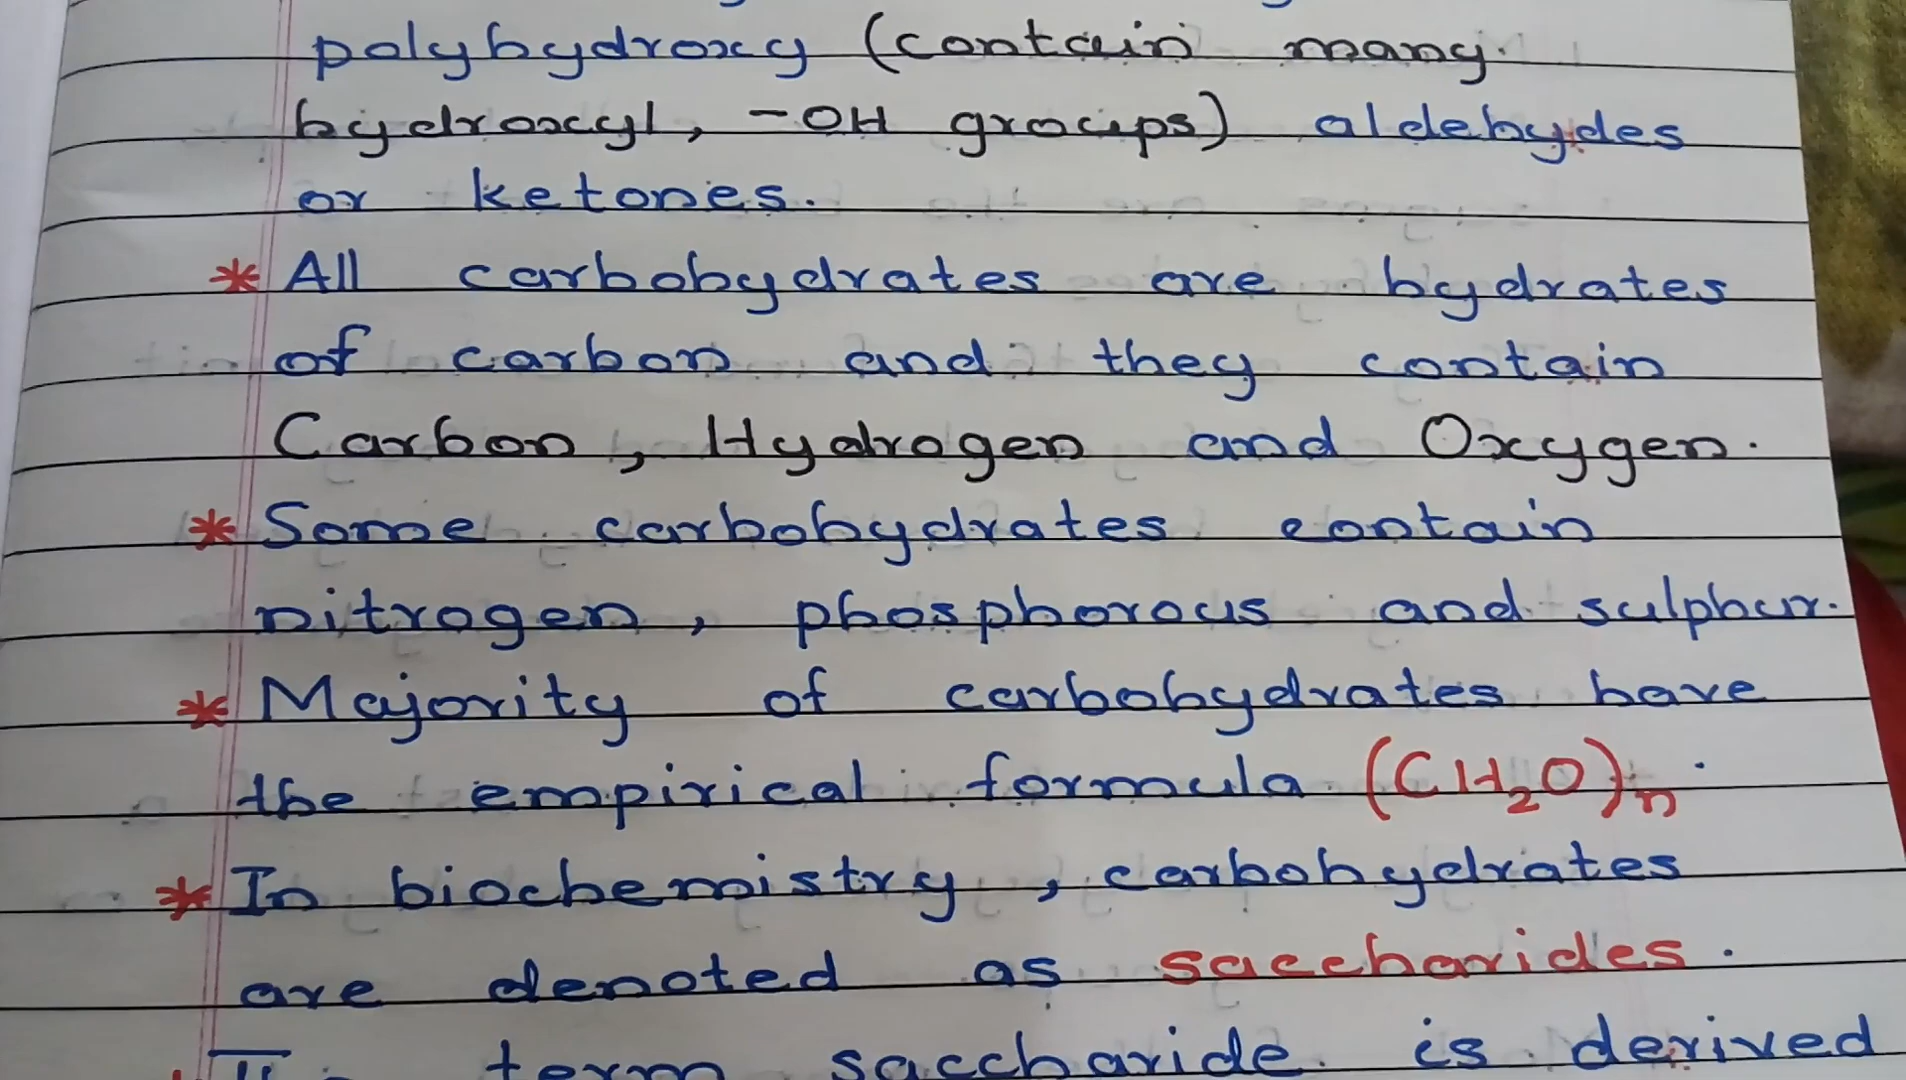 polyhydroxy (contain many
hydroxyl, -OH groups) aldehydes
or ketones.
* All carbohydrates are hydrates
of carbon and they contain
Carbon, Hydrogen and Oxygen.
* Some carbohydrates contain
nitrogen, phosphorous and sulphur.
* Majority of carbohydrates have
the empirical formula (CH₂O)n.
* In biochemistry, carbohydrates
are denoted as saccharides.
term saccharide is derived